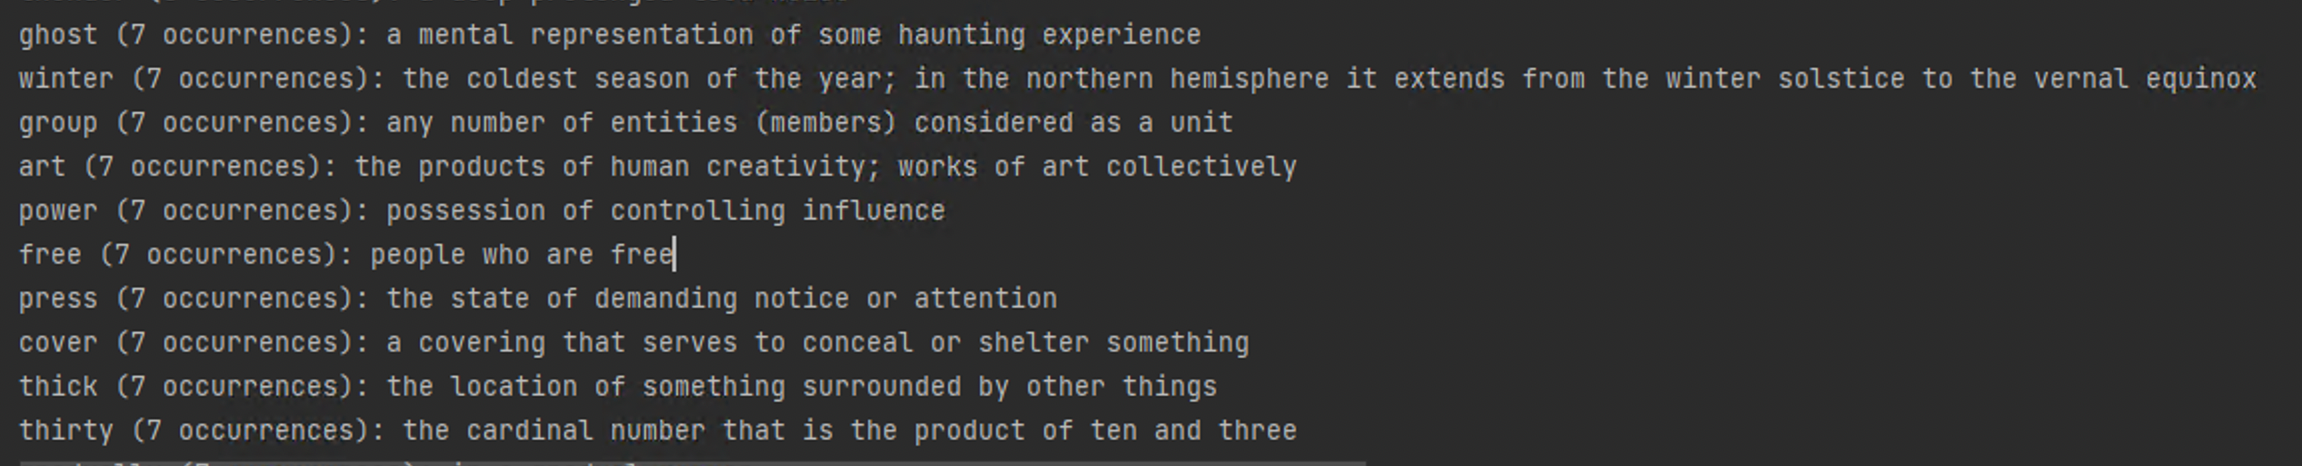 ghost (7 occurrences): a mental representation of some haunting experience
winter (7 occurrences): the coldest season of the year; in the northern hemisphere it extends from the winter solstice to the vernal equinox
group (7 occurrences): any number of entities (members) considered as a unit
art (7 occurrences): the products of human creativity; works of art collectively
power (7 occurrences): possession of controlling influence
free (7 occurrences): people who are free
press (7 occurrences): the state of demanding notice or attention
cover (7 occurrences): a covering that serves to conceal or shelter something
thick (7 occurrences): the location of something surrounded by other things
thirty (7 occurrences): the cardinal number that is the product of ten and three